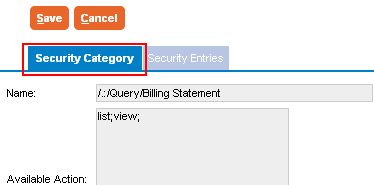 Save Cancel
Security Category Security Entries
Name: /.:/Query/Billing Statement
list;view;
Available Action: